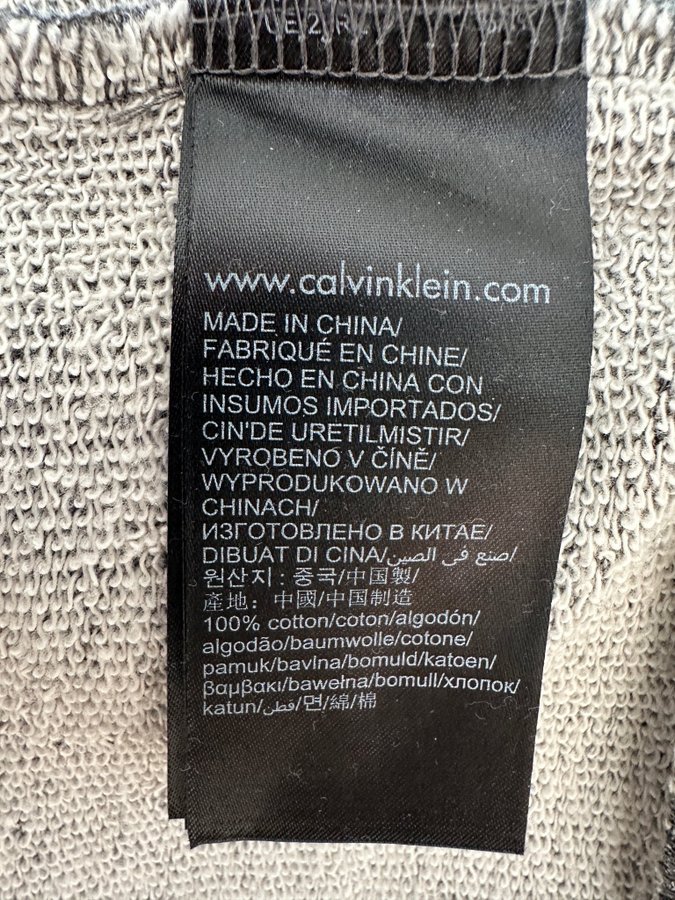 www.calvinklein.com
MADE IN CHINA/
FABRIQUÉ EN CHINE/
HECHO EN CHINA CON
INSUMOS IMPORTADOS/
CIN'DE URETILMISTIR/
VYROBENO V ČÍNĚ/
WYPRODUKOWANO W
CHINACH/
ИЗГОТОВЛЕНО В КИТАЕ/
DIBUAT DI CINA/صنع في الصين/
원산지 : 중국/中国製/
產地：中國/中国制造
100% cotton/coton/algodón/
algodão/baumwolle/cotone/
pamuk/bavlna/bomuld/katoen/
βαμβακι/bawełna/bomull/хлопок/
katun/قطن/면/綿/棉